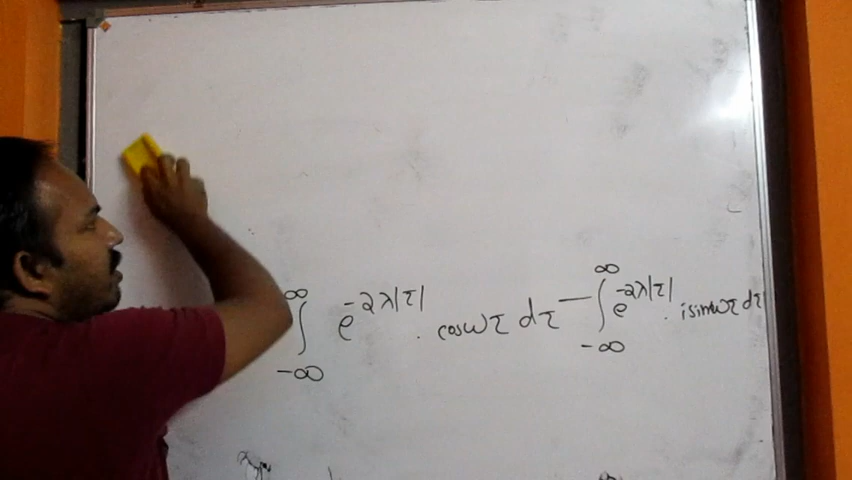 ∫_{-∞}^{∞} e^{-2λ|τ|} . cosωτ dτ − ∫_{-∞}^{∞} e^{-2λ|τ|} . i sinωτ dτ